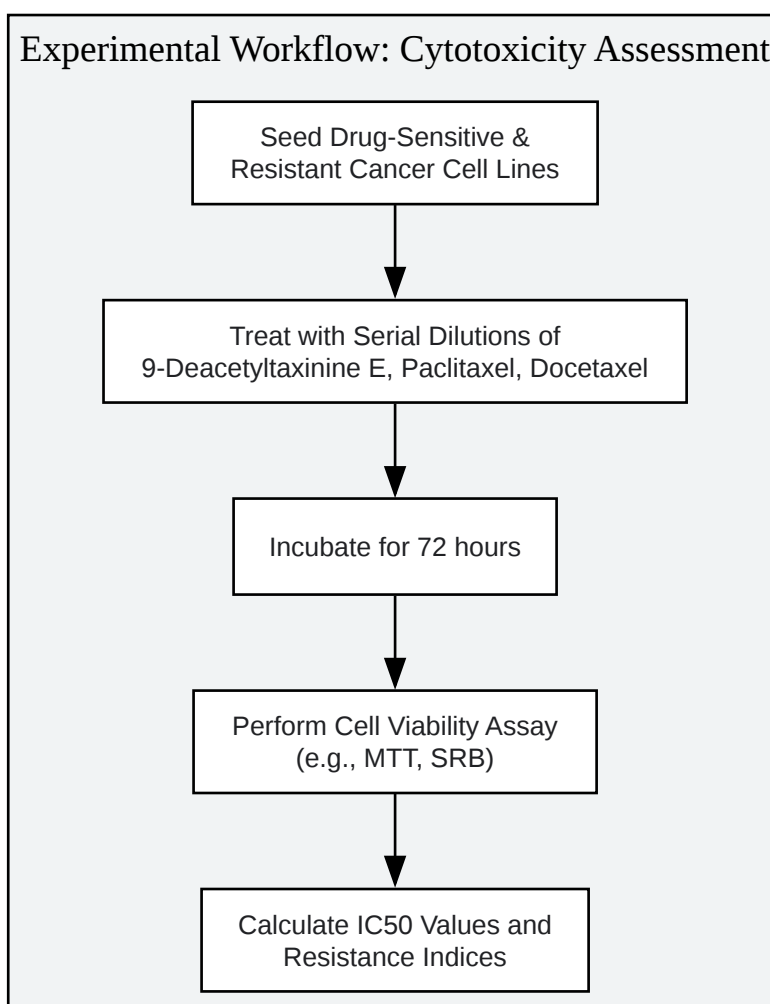 Experimental Workflow: Cytotoxicity Assessment
Seed Drug-Sensitive &
Resistant Cancer Cell Lines
Treat with Serial Dilutions of
9-Deacetyltaxinine E, Paclitaxel, Docetaxel
Incubate for 72 hours
Perform Cell Viability Assay
(e.g., MTT, SRB)
Calculate IC50 Values and
Resistance Indices